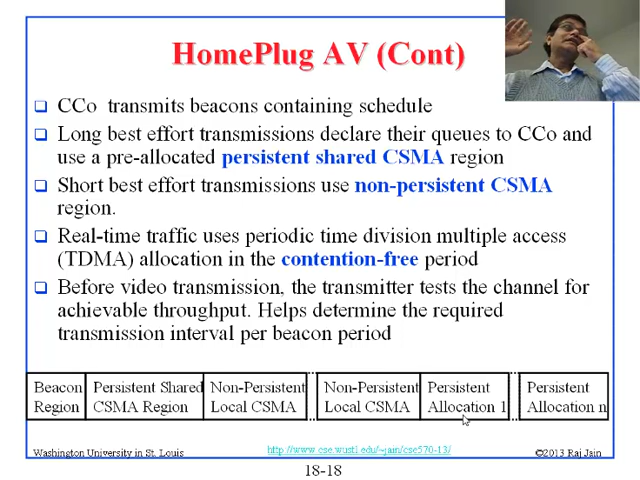 HomePlug AV (Cont)
CCo transmits beacons containing schedule
Long best effort transmissions declare their queues to CCo and
use a pre-allocated persistent shared CSMA region
Short best effort transmissions use non-persistent CSMA
region.
Real-time traffic uses periodic time division multiple access
(TDMA) allocation in the contention-free period
Before video transmission, the transmitter tests the channel for
achievable throughput. Helps determine the required
transmission interval per beacon period
Beacon Persistent Shared Non-Persistent Non-Persistent Persistent Persistent
Region CSMA Region Local CSMA Local CSMA Allocation 1 Allocation n
Washington University in St. Louis http://www.cse.wustl.edu/~jain/cse570-13/ ©2013 Raj Jain
18-18